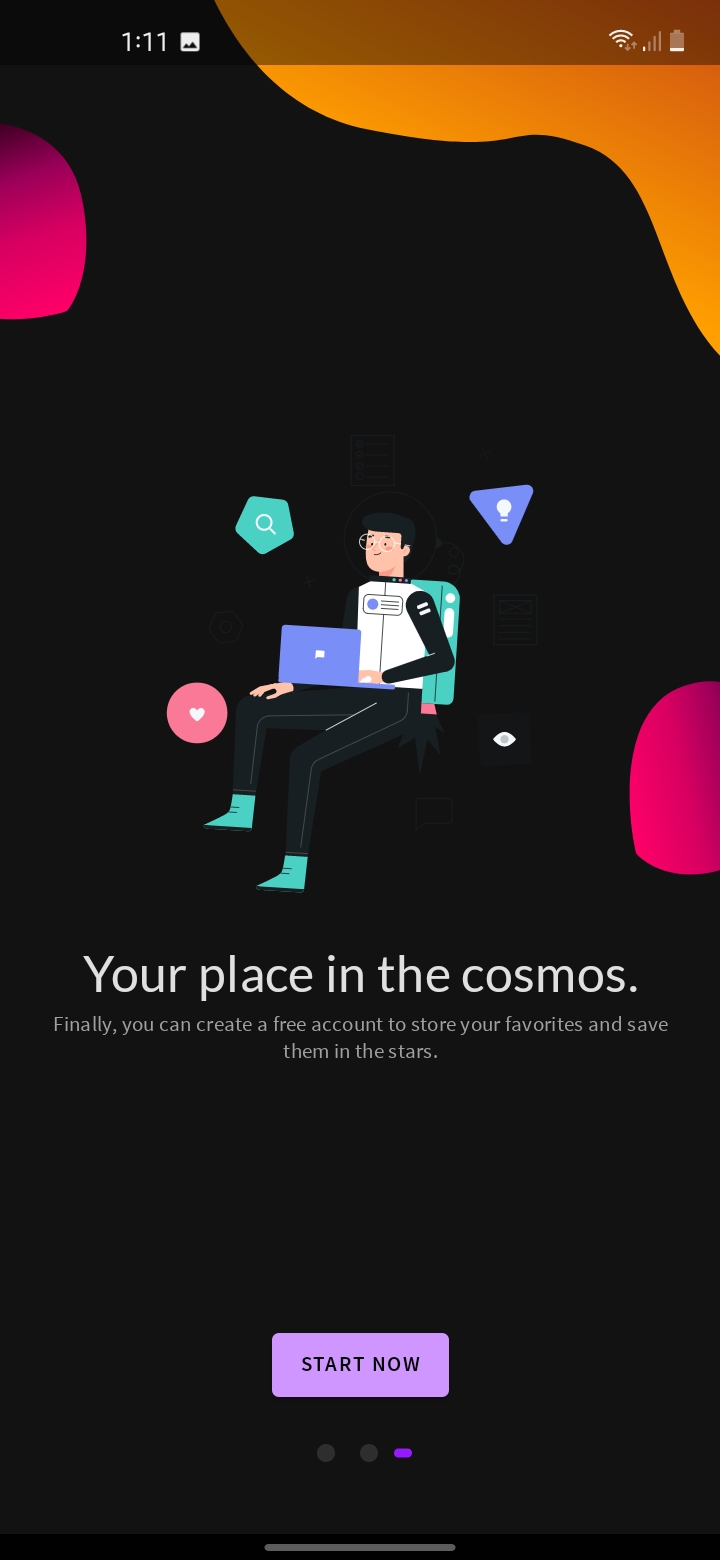 1:11
Your place in the cosmos.
Finally, you can create a free account to store your favorites and save
them in the stars.
START NOW